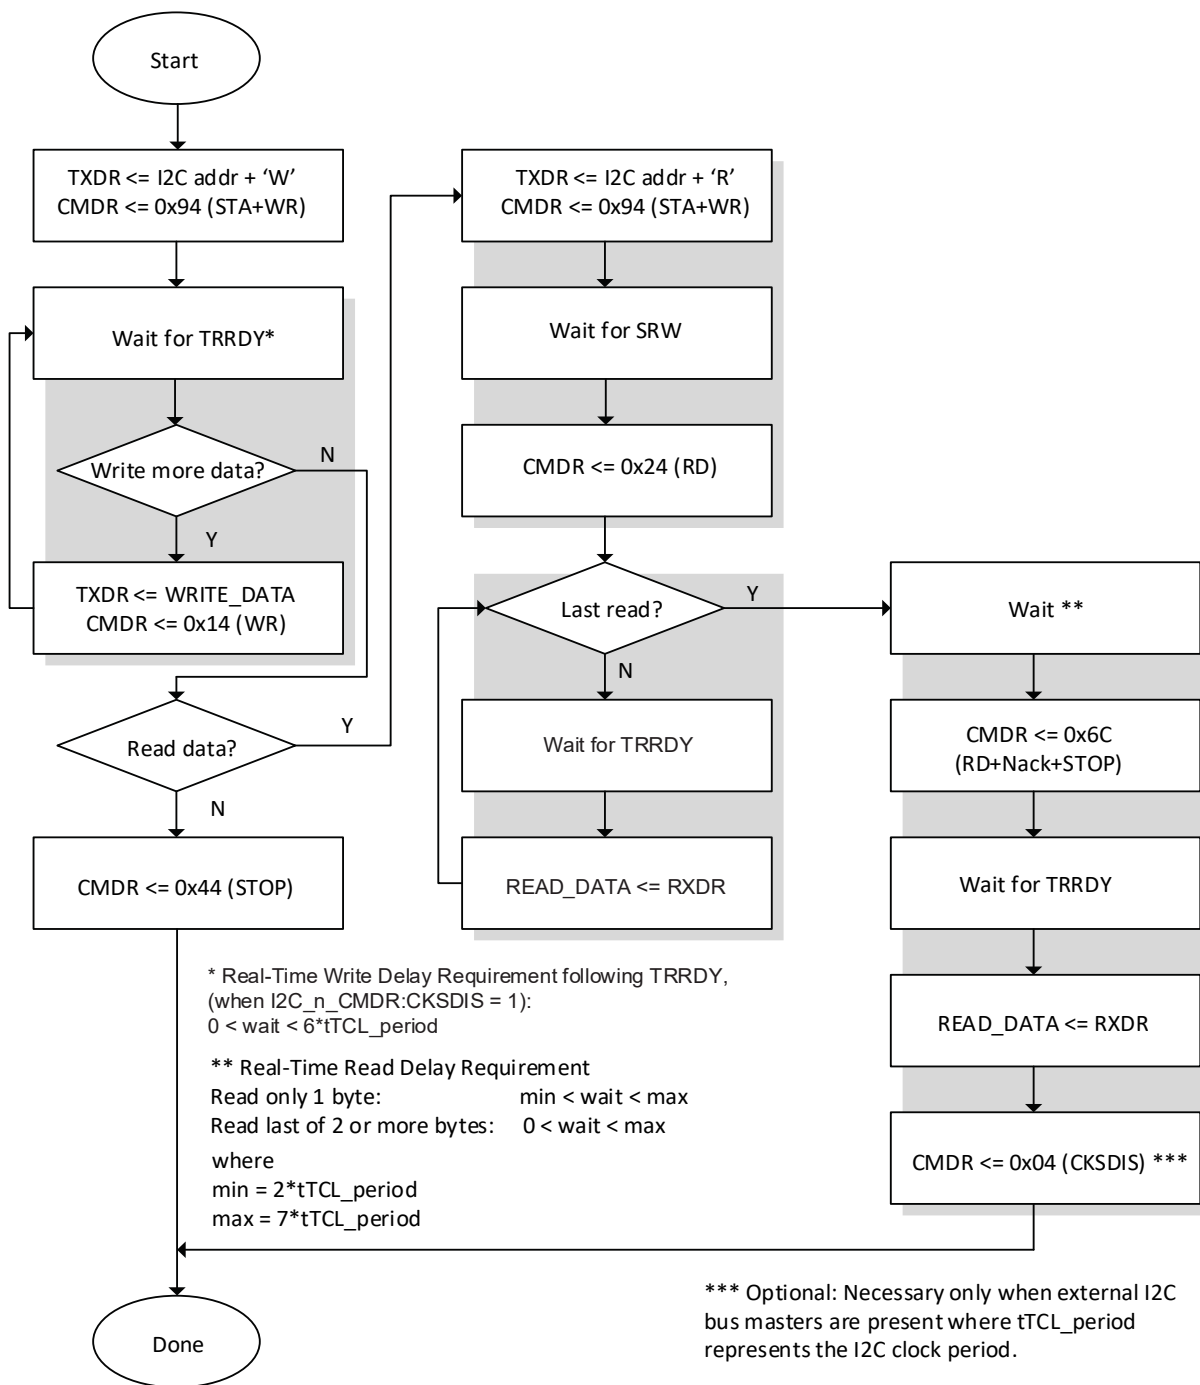 Start
TXDR <= I2C addr + ‘W’
CMDR <= 0x94 (STA+WR)
Wait for TRRDY*
Write more data?
N
Y
TXDR <= WRITE_DATA
CMDR <= 0x14 (WR)
Read data?
Y
N
CMDR <= 0x44 (STOP)
TXDR <= I2C addr + ‘R’
CMDR <= 0x94 (STA+WR)
Wait for SRW
CMDR <= 0x24 (RD)
Last read?
Y
N
Wait for TRRDY
READ_DATA <= RXDR
Wait **
CMDR <= 0x6C
(RD+Nack+STOP)
Wait for TRRDY
READ_DATA <= RXDR
CMDR <= 0x04 (CKSDIS) ***
* Real-Time Write Delay Requirement following TRRDY,
(when I2C_n_CMDR:CKSDIS = 1):
0 < wait < 6*tTCL_period
** Real-Time Read Delay Requirement
Read only 1 byte: min < wait < max
Read last of 2 or more bytes: 0 < wait < max
where
min = 2*tTCL_period
max = 7*tTCL_period
Done
*** Optional: Necessary only when external I2C
bus masters are present where tTCL_period
represents the I2C clock period.